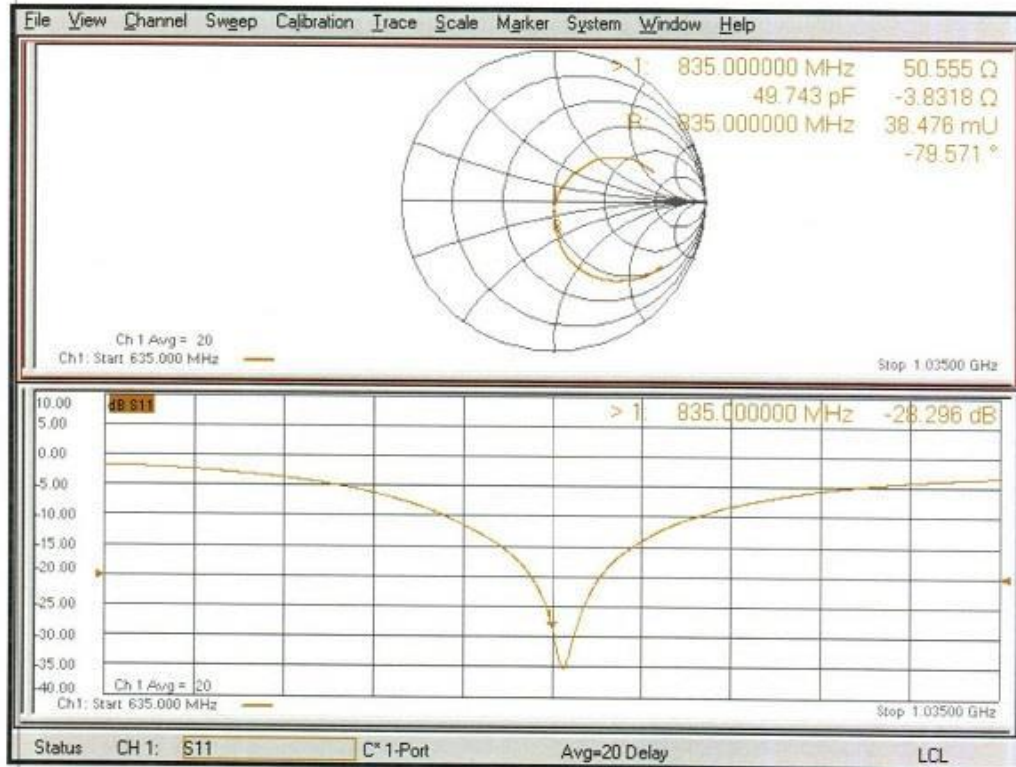 File View Channel Sweep Calibration Trace Scale Marker System Window Help
> 1: 835.000000 MHz 50.555 Ω
49.743 pF -3.8318 Ω
R: 835.000000 MHz 38.476 mU
-79.571 °
Ch 1 Avg = 20
Ch1: Start 635.000 MHz
Stop 1.03500 GHz
10.00
dB S11
> 1: 835.000000 MHz -28.296 dB
5.00
0.00
-5.00
-10.00
-15.00
-20.00
-25.00
-30.00
1
-35.00
-40.00
Ch 1 Avg = 20
Ch1: Start 635.000 MHz
Stop 1.03500 GHz
Status CH 1: S11 C* 1-Port Avg=20 Delay LCL